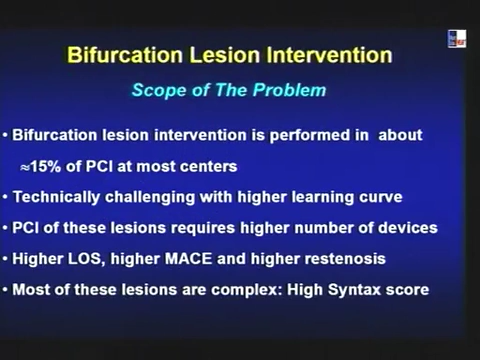 Bifurcation Lesion Intervention
Scope of The Problem
• Bifurcation lesion intervention is performed in about
≈15% of PCI at most centers
• Technically challenging with higher learning curve
• PCI of these lesions requires higher number of devices
• Higher LOS, higher MACE and higher restenosis
• Most of these lesions are complex: High Syntax score